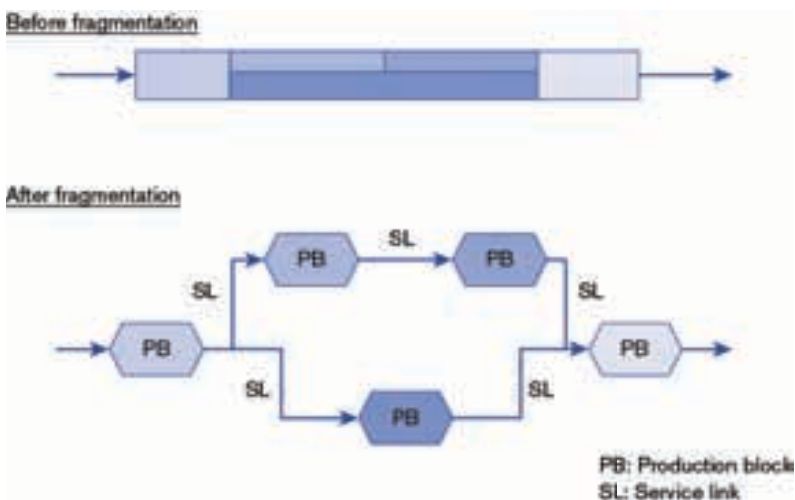 Before fragmentation
After fragmentation
SL
PB
SL
PB
SL
PB
SL
PB
SL
PB
PB: Production block
SL: Service link